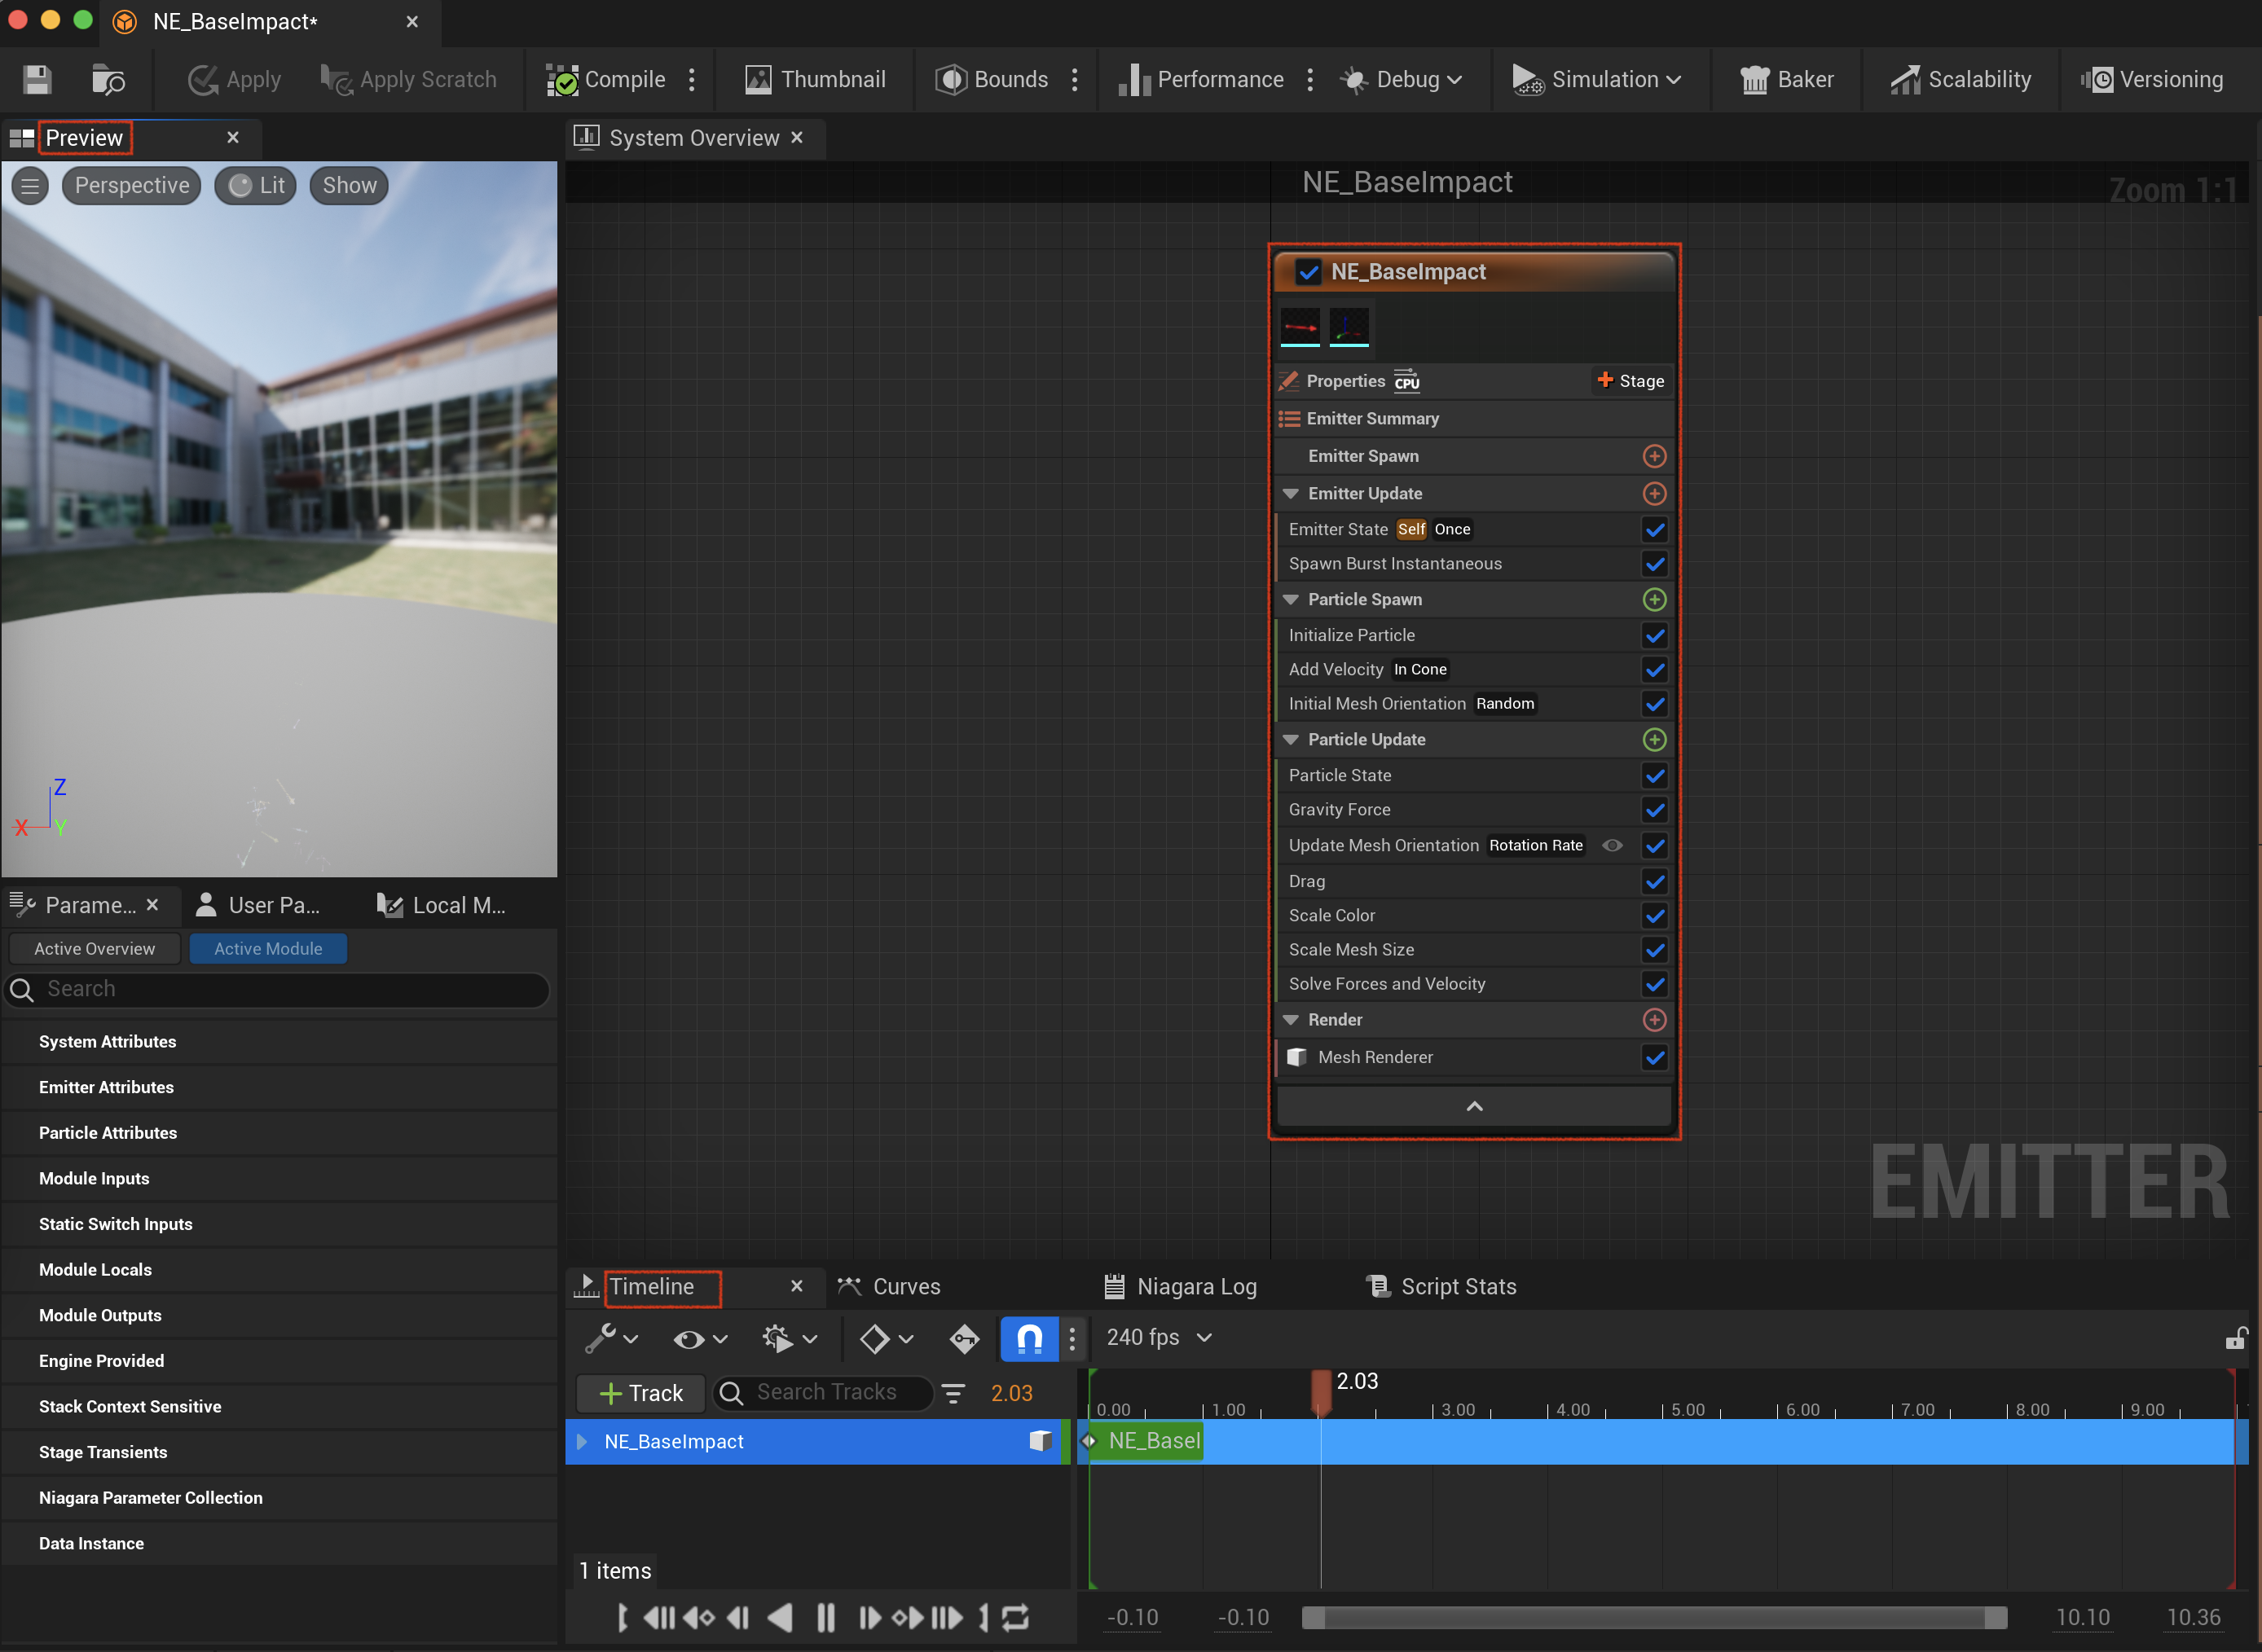 NE_BaseImpact*
Apply
Apply Scratch
Compile
Thumbnail
Bounds
Performance
Debug
Simulation
Baker
Scalability
Versioning
Preview
System Overview
Perspective
Lit
Show
NE_BaseImpact
Zoom 1:1
NE_BaseImpact
Properties
CPU
Stage
Emitter Summary
Emitter Spawn
Emitter Update
Emitter State Self Once
Spawn Burst Instantaneous
Particle Spawn
Initialize Particle
Add Velocity In Cone
Initial Mesh Orientation Random
Particle Update
Particle State
Gravity Force
Update Mesh Orientation Rotation Rate
Drag
Scale Color
Scale Mesh Size
Solve Forces and Velocity
Render
Mesh Renderer
EMITTER
Z
X
Y
Parame...
User Pa...
Local M...
Active Overview
Active Module
Search
System Attributes
Emitter Attributes
Particle Attributes
Module Inputs
Static Switch Inputs
Module Locals
Module Outputs
Engine Provided
Stack Context Sensitive
Stage Transients
Niagara Parameter Collection
Data Instance
Timeline
Curves
Niagara Log
Script Stats
240 fps
+ Track
Search Tracks
2.03
2.03
0.00
1.00
3.00
4.00
5.00
6.00
7.00
8.00
9.00
NE_BaseImpact
NE_BaseI
1 items
-0.10
-0.10
10.10
10.36